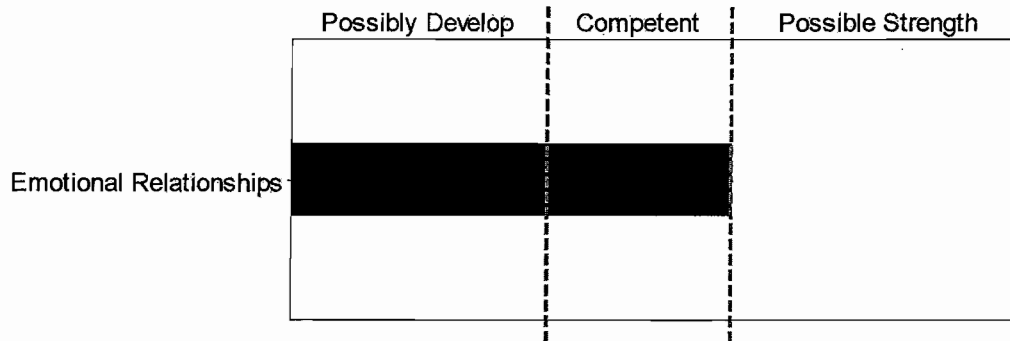 Possibly Develop Competent Possible Strength
Emotional Relationships